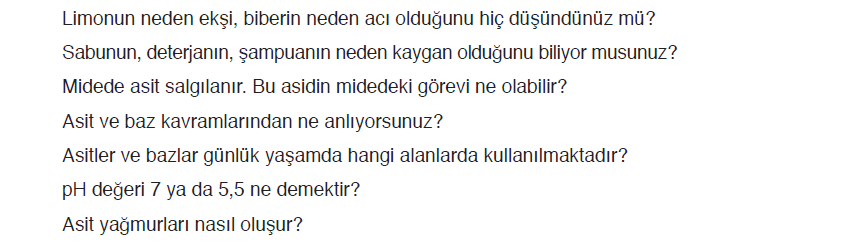 Limonun neden ekşi, biberin neden acı olduğunu hiç düşündünüz mü?
Sabunun, deterjanın, şampuanın neden kaygan olduğunu biliyor musunuz?
Midede asit salgılanır. Bu asidin midedeki görevi ne olabilir?
Asit ve baz kavramlarından ne anlıyorsunuz?
Asitler ve bazlar günlük yaşamda hangi alanlarda kullanılmaktadır?
pH değeri 7 ya da 5,5 ne demektir?
Asit yağmurları nasıl oluşur?